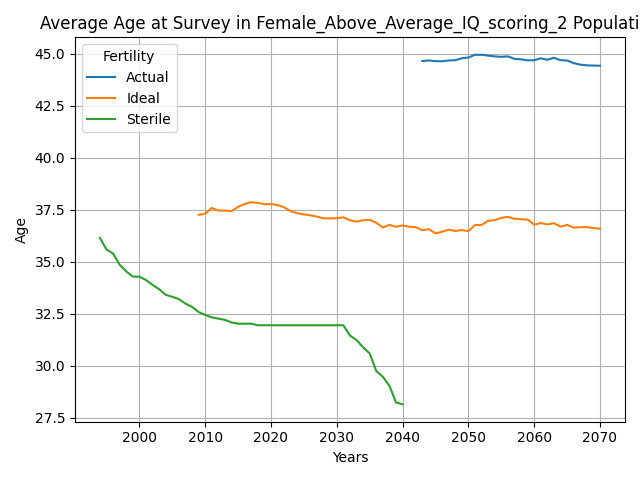 Average Age at Survey in Female_Above_Average_IQ_scoring_2 Populati
Fertility
Actual
Ideal
Sterile
Age
45.0
42.5
40.0
37.5
35.0
32.5
30.0
27.5
2000 2010 2020 2030 2040 2050 2060 2070
Years